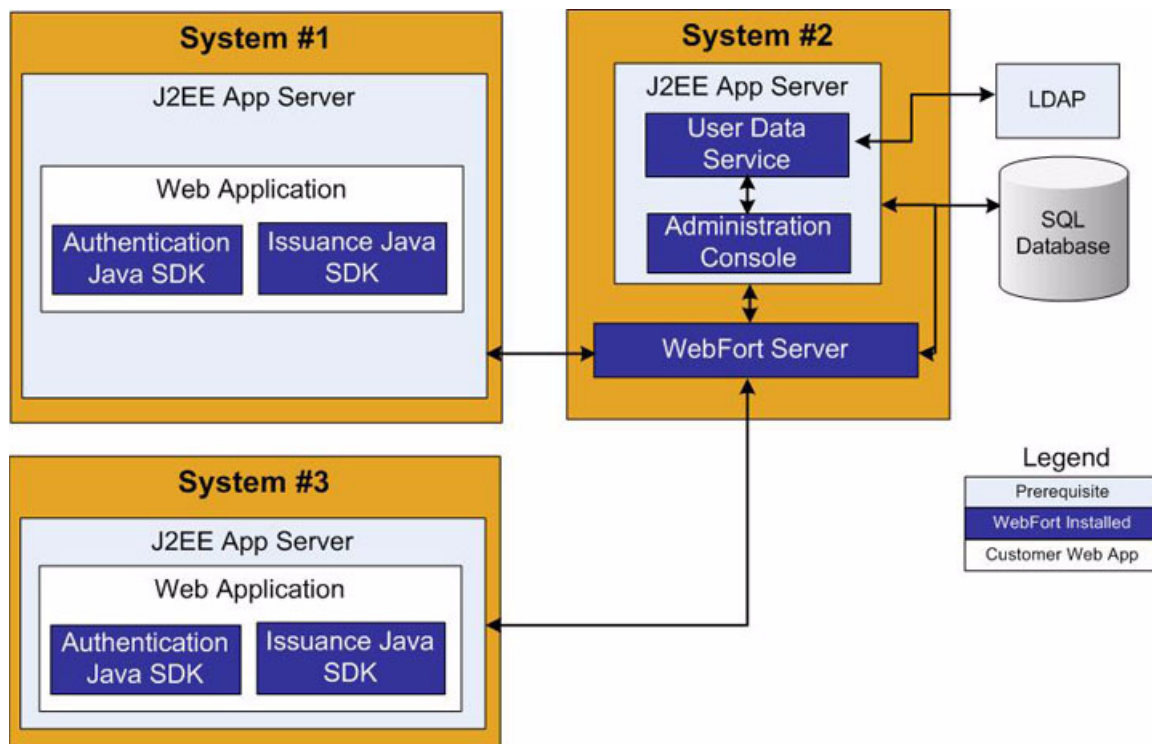 System #1
J2EE App Server
Web Application
Authentication
Java SDK
Issuance Java
SDK
System #2
J2EE App Server
User Data
Service
Administration
Console
WebFort Server
LDAP
SQL
Database
System #3
J2EE App Server
Web Application
Authentication
Java SDK
Issuance Java
SDK
Legend
Prerequisite
WebFort Installed
Customer Web App